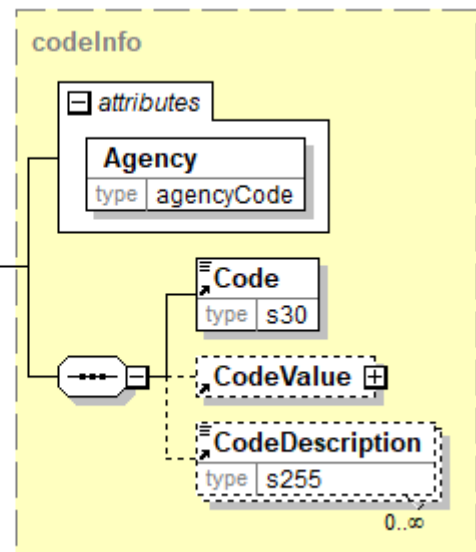 codeInfo
attributes
Agency
type agencyCode
Code
type s30
CodeValue
CodeDescription
type s255
0..∞